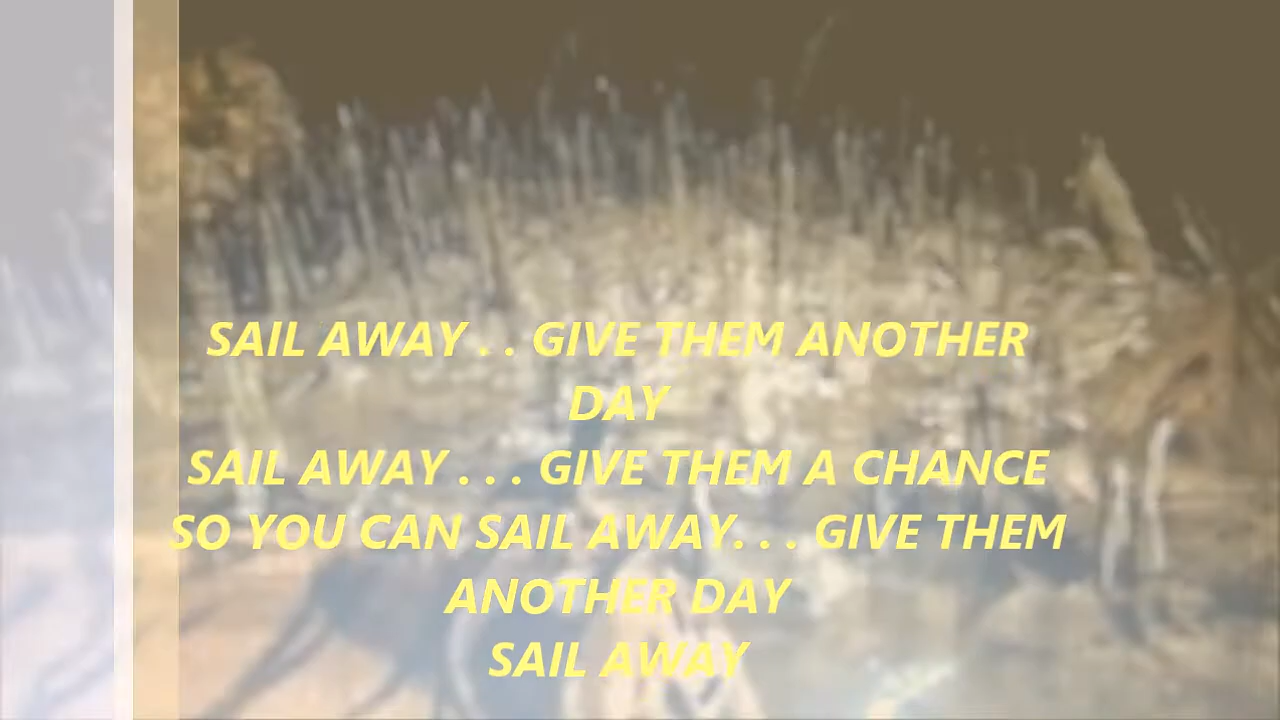 SAIL AWAY . . GIVE THEM ANOTHER
DAY
SAIL AWAY . . . GIVE THEM A CHANCE
SO YOU CAN SAIL AWAY. . . GIVE THEM
ANOTHER DAY
SAIL AWAY